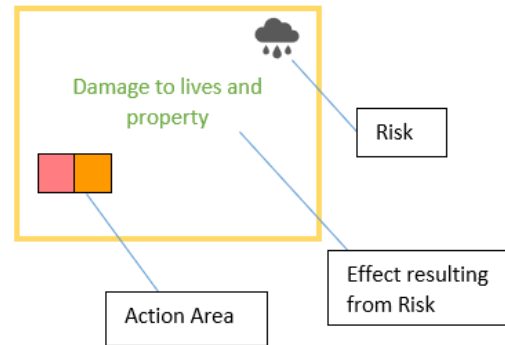 Damage to lives and
property
Risk
Effect resulting
from Risk
Action Area